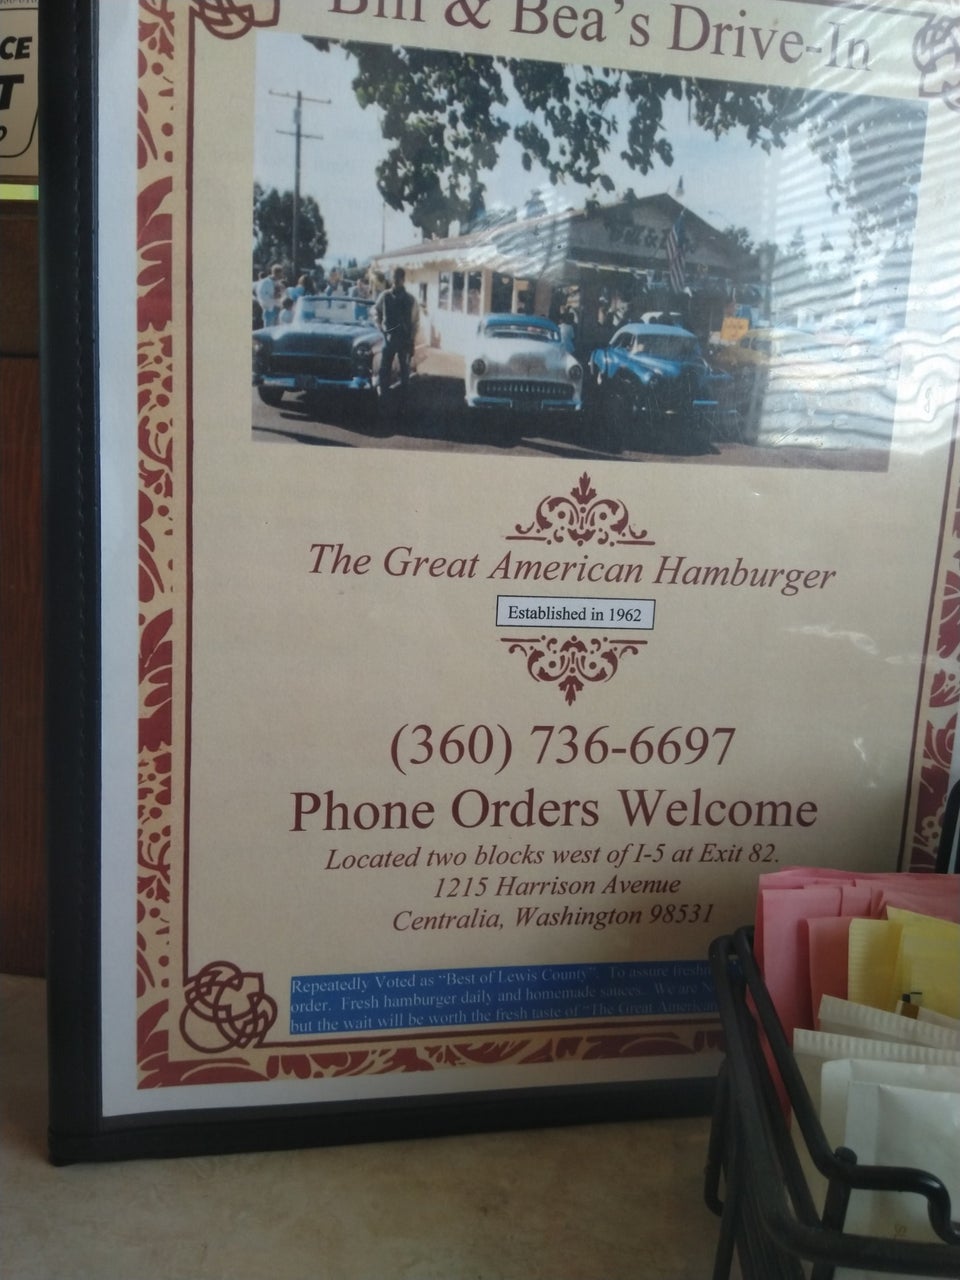 CE
T
Bill & Bea's Drive-In
The Great American Hamburger
Established in 1962
(360) 736-6697
Phone Orders Welcome
Located two blocks west of I-5 at Exit 82.
1215 Harrison Avenue
Centralia, Washington 98531
Repeatedly Voted as "Best of Lewis County". To assure
order. Fresh hamburger daily and homemade sauces. We are
but the wait will be worth the fresh taste of "The Great American